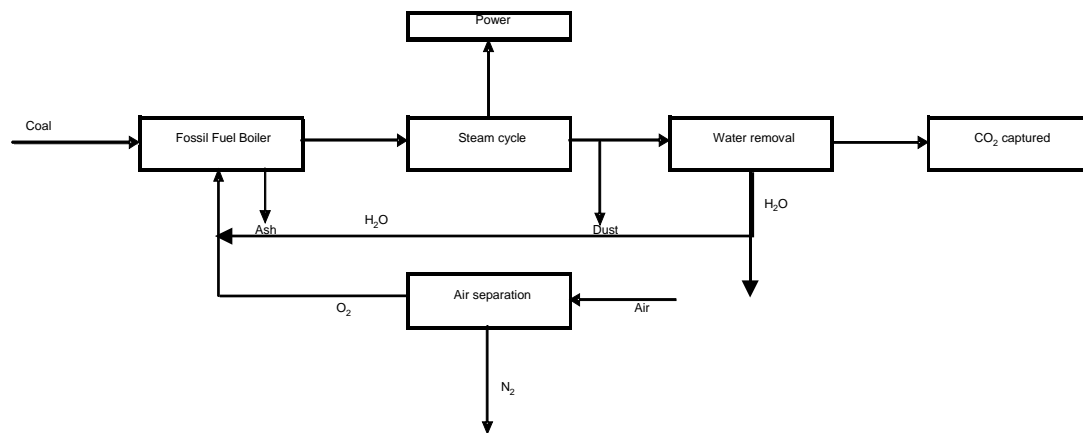 Power
Coal
Fossil Fuel Boiler
Steam cycle
Water removal
CO₂ captured
H₂O
H₂O
Ash
Dust
Air separation
O₂
Air
N₂